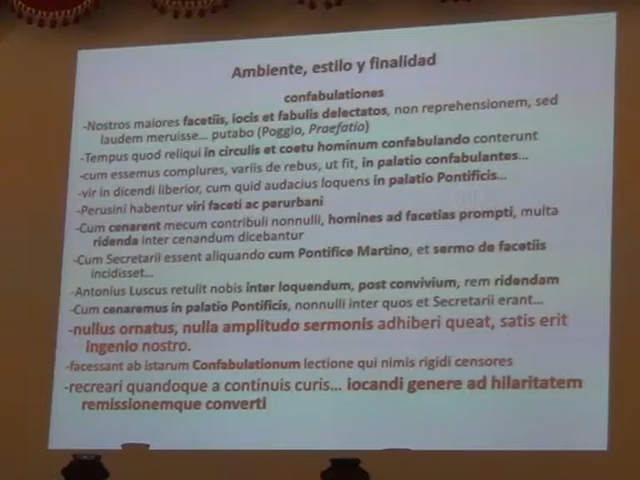 Ambiente, estilo y finalidad
confabulationes
-Nostros maiores facetiis, iocis et fabulis delectatos, non reprehensionem, sed
laudem meruisse... putabo (Poggio, Praefatio)
-Tempus quod reliqui in circulis et coetu hominum confabulando conterunt
-cum essemus complures, variis de rebus, ut fit, in palatio confabulantes...
-vir in dicendi liberior, cum quid audacius loquens in palatio Pontificis...
-Perusini habentur viri faceti ac perurbani
-Cum cenarent mecum contribuli nonnulli, homines ad facetias prompti, multa
ridenda inter cenandum dicebantur
-Cum Secretarii essent aliquando cum Pontifice Martino, et sermo de facetiis
incidisset...
-Antonius Luscus retulit nobis inter loquendum, post convivium, rem ridendam
-Cum cenaremus in palatio Pontificis, nonnulli inter quos et Secretarii erant...
-nullus ornatus, nulla amplitudo sermonis adhiberi queat, satis erit
ingenio nostro.
-facessant ab istarum Confabulationum lectione qui nimis rigidi censores
-recreari quandoque a continuis curis... iocandi genere ad hilaritatem
remissionemque converti